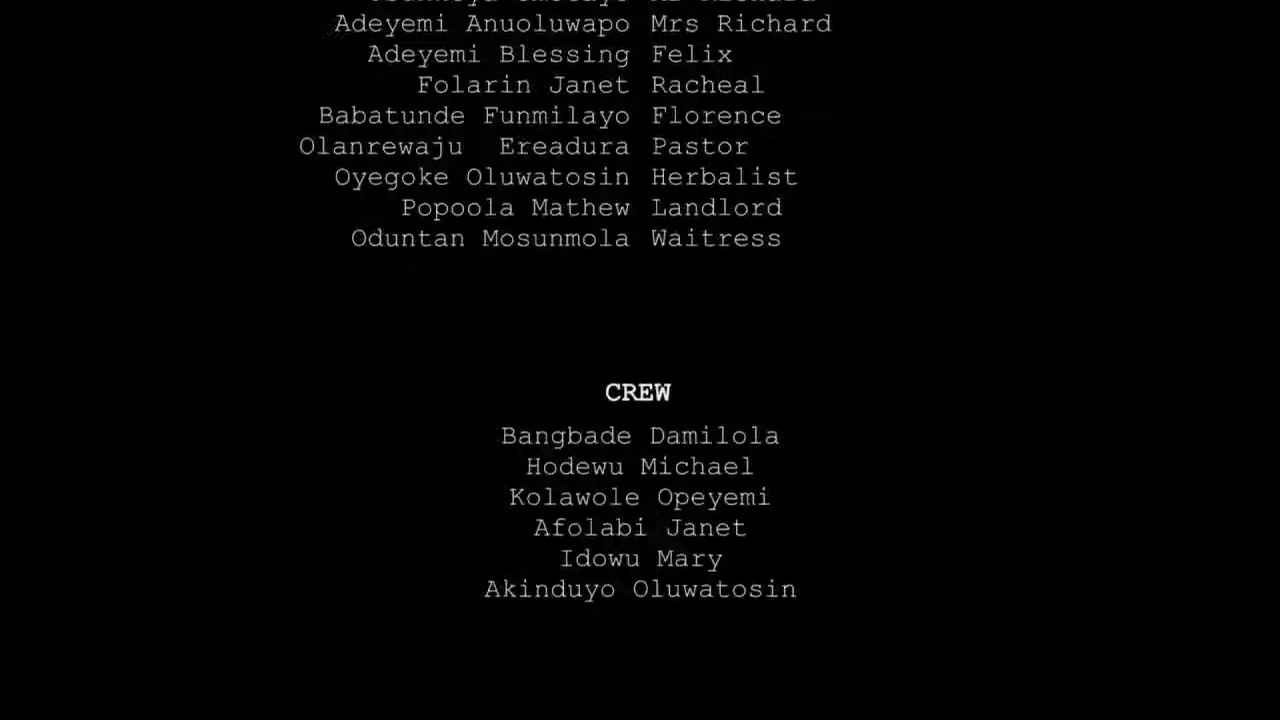 Adeyemi Anuoluwapo Mrs Richard
Adeyemi Blessing Felix
Folarin Janet Racheal
Babatunde Funmilayo Florence
Olanrewaju  Ereadura Pastor
Oyegoke Oluwatosin Herbalist
Popoola Mathew Landlord
Oduntan Mosunmola Waitress
CREW
Bangbade Damilola
Hodewu Michael
Kolawole Opeyemi
Afolabi Janet
Idowu Mary
Akinduyo Oluwatosin